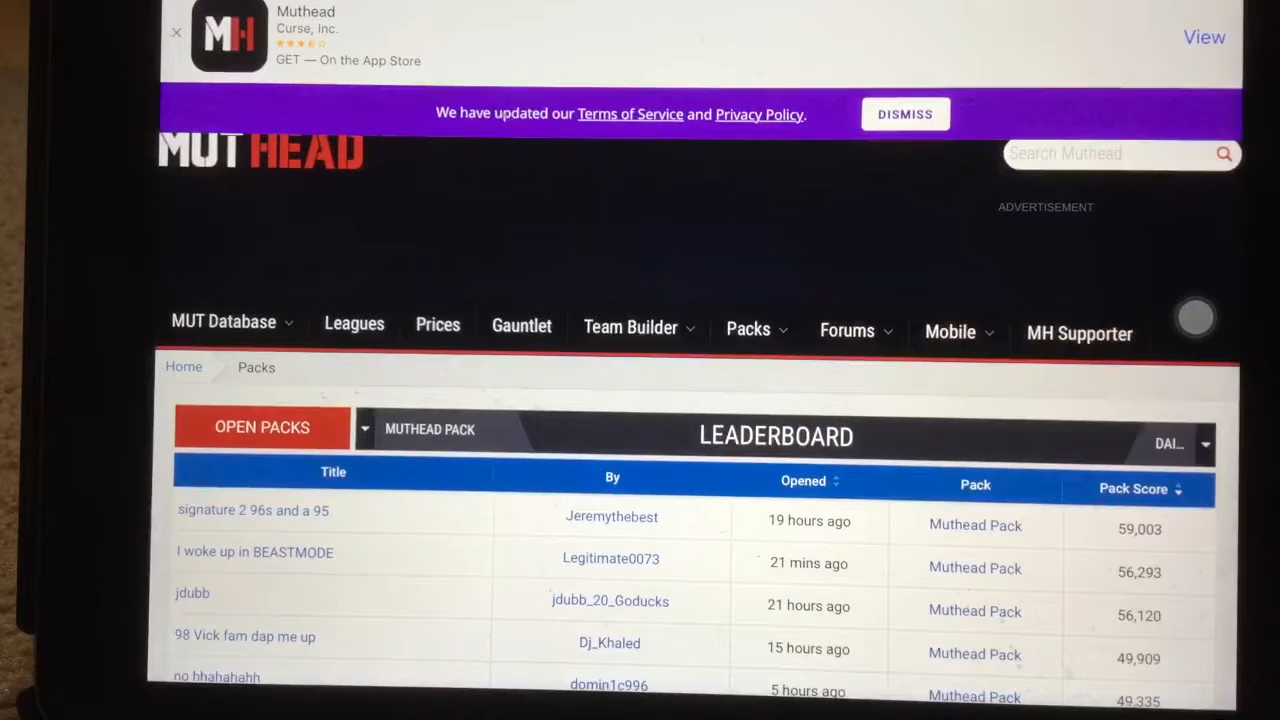 Muthead
Curse, Inc.
GET — On the App Store
View
We have updated our Terms of Service and Privacy Policy.
DISMISS
MUTHEAD
Search Muthead
ADVERTISEMENT
MUT Database Leagues Prices Gauntlet Team Builder Packs Forums Mobile MH Supporter
Home Packs
OPEN PACKS MUTHEAD PACK LEADERBOARD DAI...
Title By Opened Pack Pack Score
signature 2 96s and a 95 Jeremythebest 19 hours ago Muthead Pack 59,003
I woke up in BEASTMODE Legitimate0073 21 mins ago Muthead Pack 56,293
jdubb jdubb_20_Goducks 21 hours ago Muthead Pack 56,120
98 Vick fam dap me up Dj_Khaled 15 hours ago Muthead Pack 49,909
no hhahahahh domin1c996 5 hours ago Muthead Pack 49,335